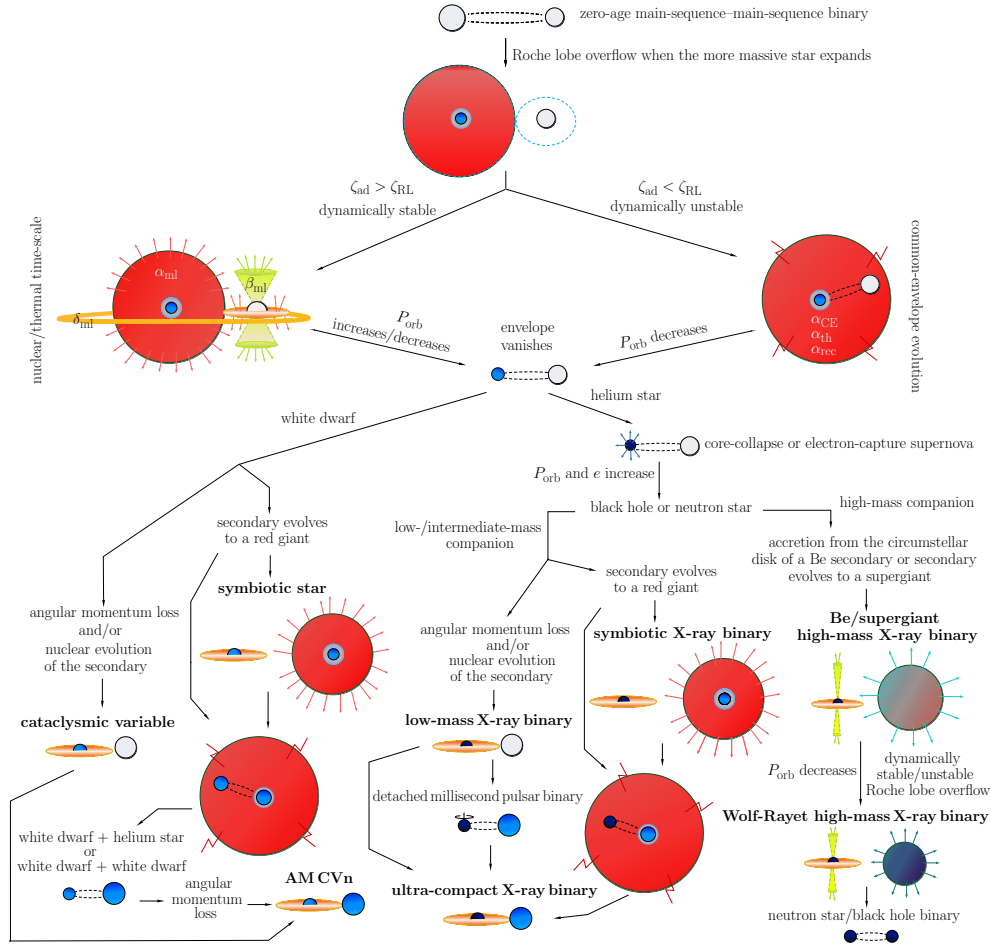 zero-age main-sequence–main-sequence binary
Roche lobe overflow when the more massive star expands
ζad > ζRL
dynamically stable
ζad < ζRL
dynamically unstable
nuclear/thermal time-scale
αml
βml
δml
common-envelope evolution
αCE
αth
αrec
Porb
increases/decreases
envelope
vanishes
Porb decreases
white dwarf
helium star
core-collapse or electron-capture supernova
Porb and e increase
black hole or neutron star
high-mass companion
low-/intermediate-mass
companion
secondary evolves
to a red giant
symbiotic star
angular momentum loss
and/or
nuclear evolution
of the secondary
cataclysmic variable
white dwarf + helium star
or
white dwarf + white dwarf
angular
momentum
loss
AM CVn
secondary evolves
to a red giant
symbiotic X-ray binary
angular momentum loss
and/or
nuclear evolution
of the secondary
low-mass X-ray binary
detached millisecond pulsar binary
ultra-compact X-ray binary
accretion from the circumstellar
disk of a Be secondary or secondary
evolves to a supergiant
Be/supergiant
high-mass X-ray binary
Porb decreases
dynamically
stable/unstable
Roche lobe overflow
Wolf-Rayet high-mass X-ray binary
neutron star/black hole binary